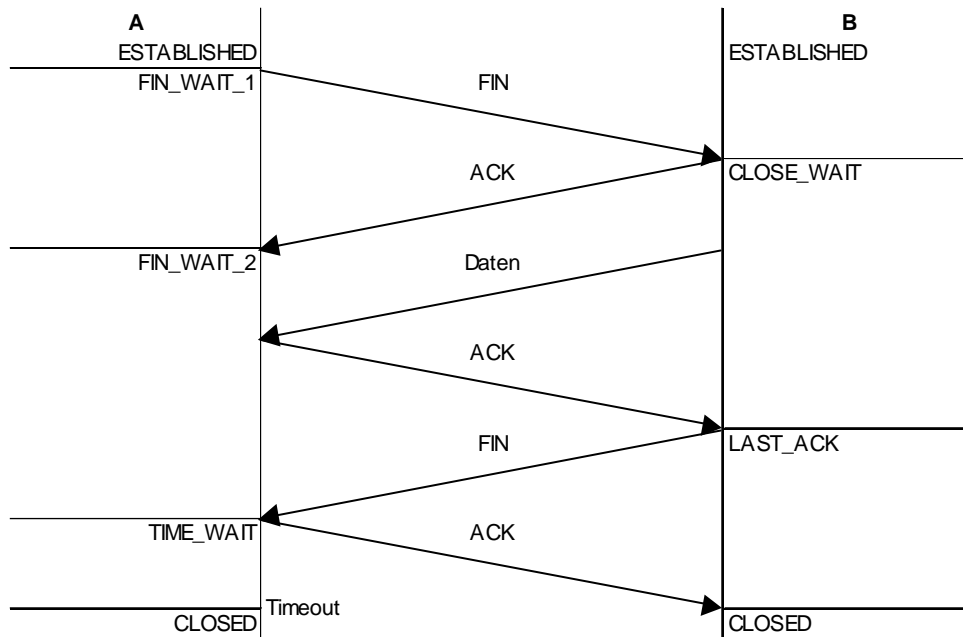 A
B
ESTABLISHED
ESTABLISHED
FIN_WAIT_1
FIN
ACK
CLOSE_WAIT
FIN_WAIT_2
Daten
ACK
FIN
LAST_ACK
TIME_WAIT
ACK
Timeout
CLOSED
CLOSED